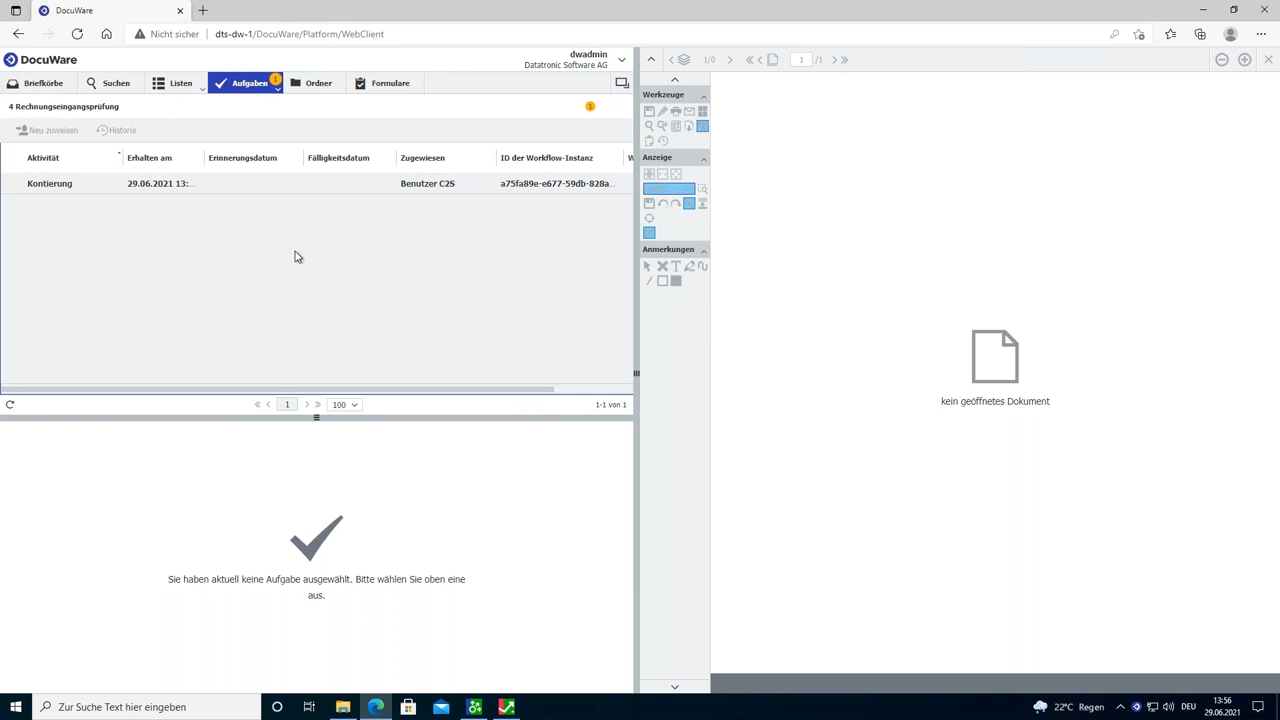 DocuWare
Nicht sicher dts-dw-1/DocuWare/Platform/WebClient
DocuWare
dwadmin
Datatronic Software AG
1/0
1 /1
Briefkörbe Suchen Listen Aufgaben 1 Ordner Formulare
4 Rechnungseingangsprüfung 1
Neu zuweisen Historie
Aktivität Erhalten am Erinnerungsdatum Fälligkeitsdatum Zugewiesen ID der Workflow-Instanz W
Kontierung 29.06.2021 13:... Benutzer C2S a75fa89e-e677-59db-828a...
1 100 1-1 von 1
Sie haben aktuell keine Aufgabe ausgewählt. Bitte wählen Sie oben eine
aus.
Werkzeuge
Anzeige
Anmerkungen
kein geöffnetes Dokument
Zur Suche Text hier eingeben
22°C Regen
DEU
13:56
29.06.2021